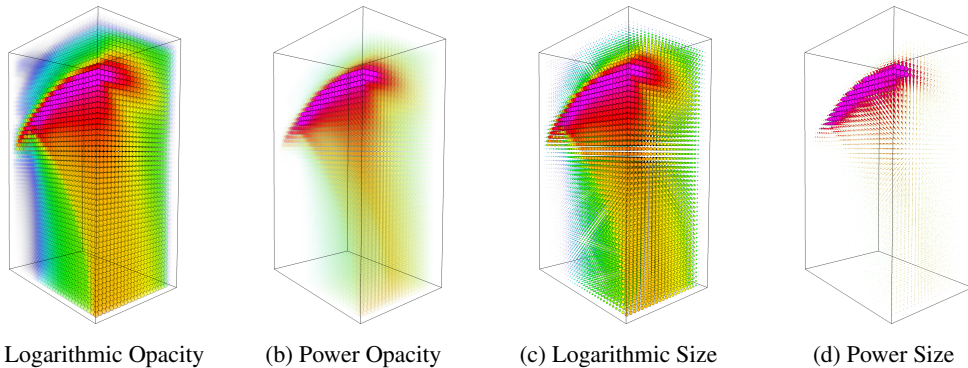 Logarithmic Opacity
(b) Power Opacity
(c) Logarithmic Size
(d) Power Size